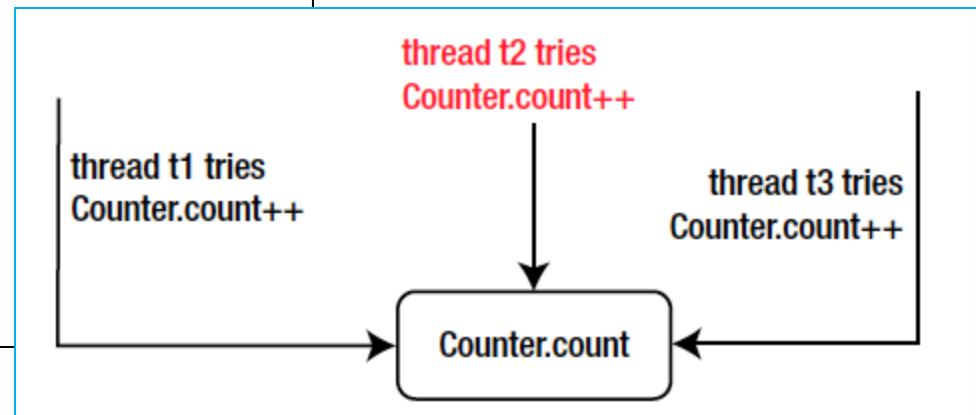 thread t2 tries
Counter.count++
thread t1 tries
Counter.count++
thread t3 tries
Counter.count++
Counter.count